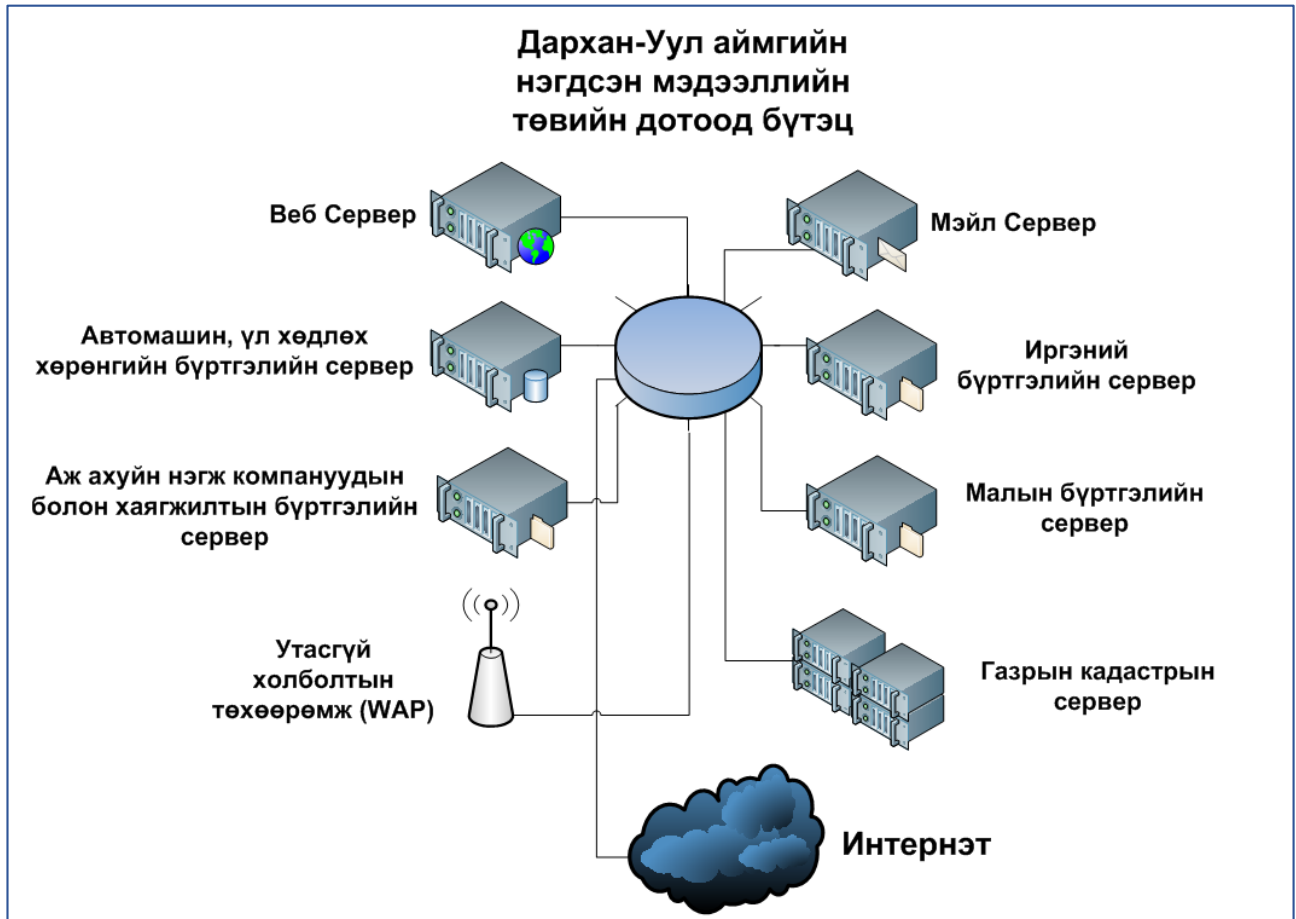 Дархан-Уул аймгийн
нэгдсэн мэдээллийн
төвийн дотоод бүтэц
Веб Сервер
Мэйл Сервер
Автомашин, үл хөдлөх
хөрөнгийн бүртгэлийн сервер
Иргэний
бүртгэлийн сервер
Аж ахуйн нэгж компануудын
болон хаягжилтын бүртгэлийн
сервер
Малын бүртгэлийн
сервер
Утасгүй
холболтын
төхөөрөмж (WAP)
Газрын кадастрын
сервер
Интернэт